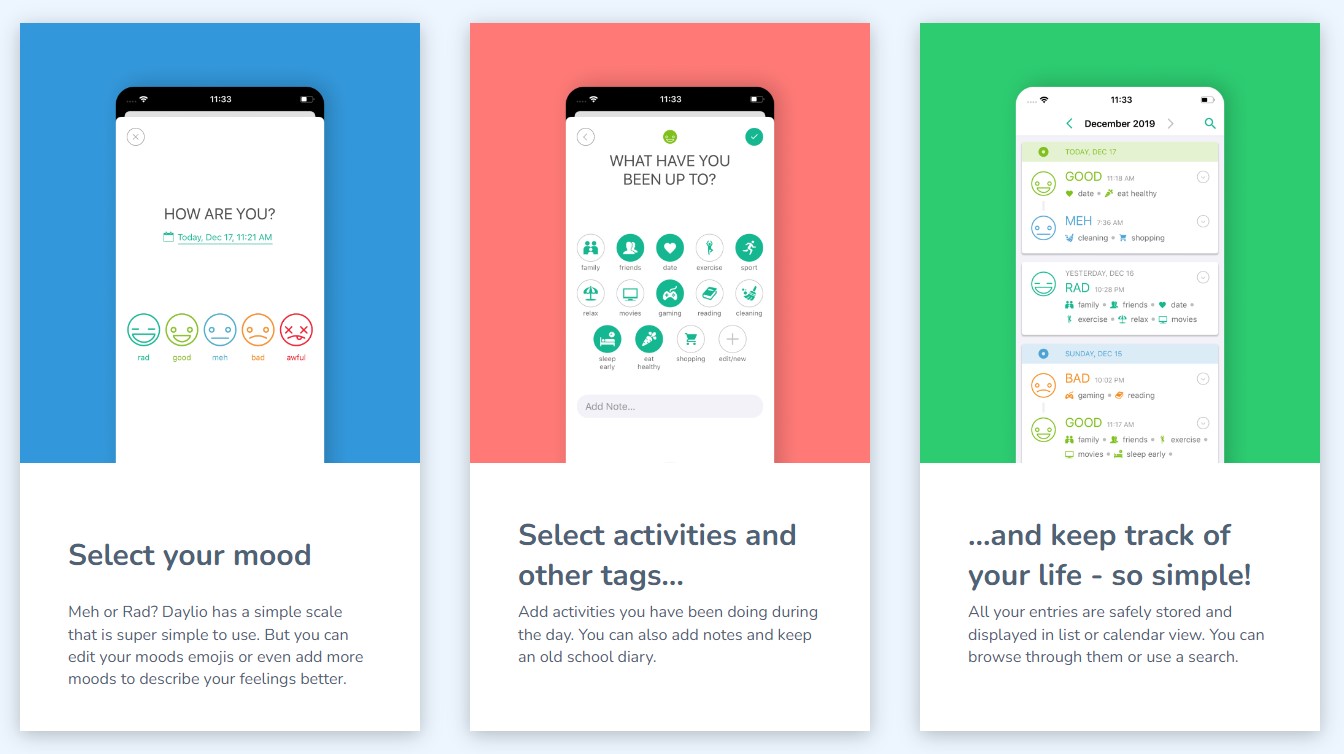 11:33
HOW ARE YOU?
Today, Dec 17, 11:21 AM
rad good meh bad awful
Select your mood
Meh or Rad? Daylio has a simple scale
that is super simple to use. But you can
edit your moods emojis or even add more
moods to describe your feelings better.
11:33
WHAT HAVE YOU
BEEN UP TO?
family friends date exercise sport
relax movies gaming reading cleaning
sleep early eat healthy shopping edit/new
Add Note...
Select activities and
other tags...
Add activities you have been doing during
the day. You can also add notes and keep
an old school diary.
11:33
December 2019
TODAY, DEC 17
GOOD 11:18 AM
date • eat healthy
MEH 7:36 AM
cleaning • shopping
YESTERDAY, DEC 16
RAD 10:28 PM
family • friends • date •
exercise • relax • movies
SUNDAY, DEC 15
BAD 10:02 PM
gaming • reading
GOOD 11:17 AM
family • friends • exercise •
movies • sleep early •
...and keep track of
your life - so simple!
All your entries are safely stored and
displayed in list or calendar view. You can
browse through them or use a search.